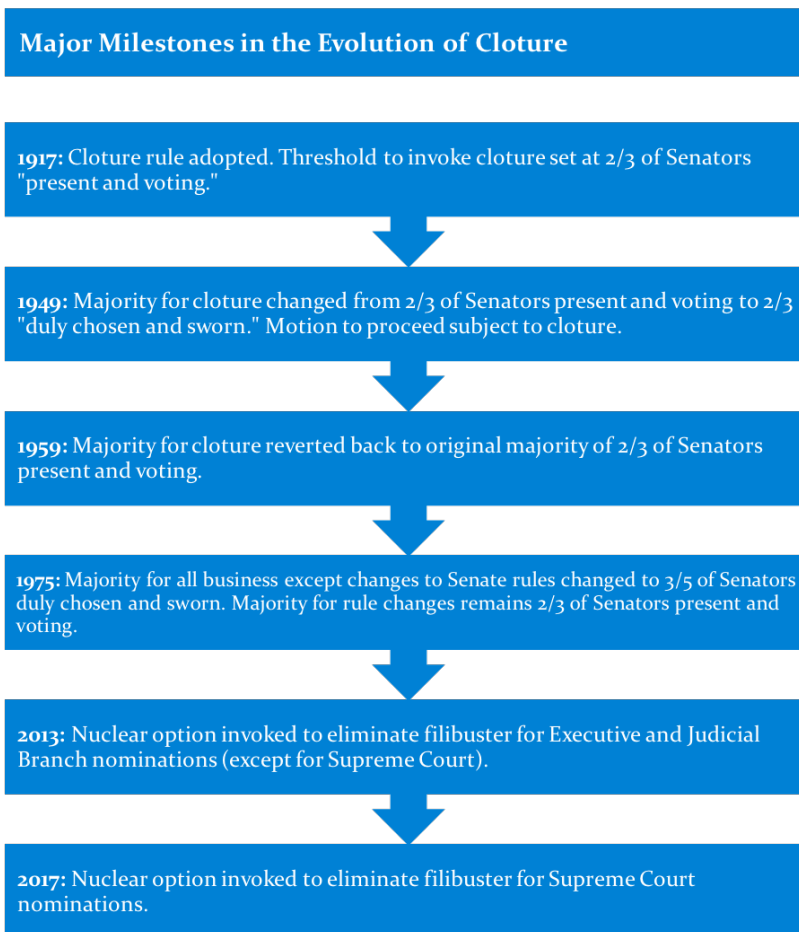 Major Milestones in the Evolution of Cloture
1917: Cloture rule adopted. Threshold to invoke cloture set at 2/3 of Senators
"present and voting."
1949: Majority for cloture changed from 2/3 of Senators present and voting to 2/3
"duly chosen and sworn." Motion to proceed subject to cloture.
1959: Majority for cloture reverted back to original majority of 2/3 of Senators
present and voting.
1975: Majority for all business except changes to Senate rules changed to 3/5 of Senators
duly chosen and sworn. Majority for rule changes remains 2/3 of Senators present and
voting.
2013: Nuclear option invoked to eliminate filibuster for Executive and Judicial
Branch nominations (except for Supreme Court).
2017: Nuclear option invoked to eliminate filibuster for Supreme Court
nominations.